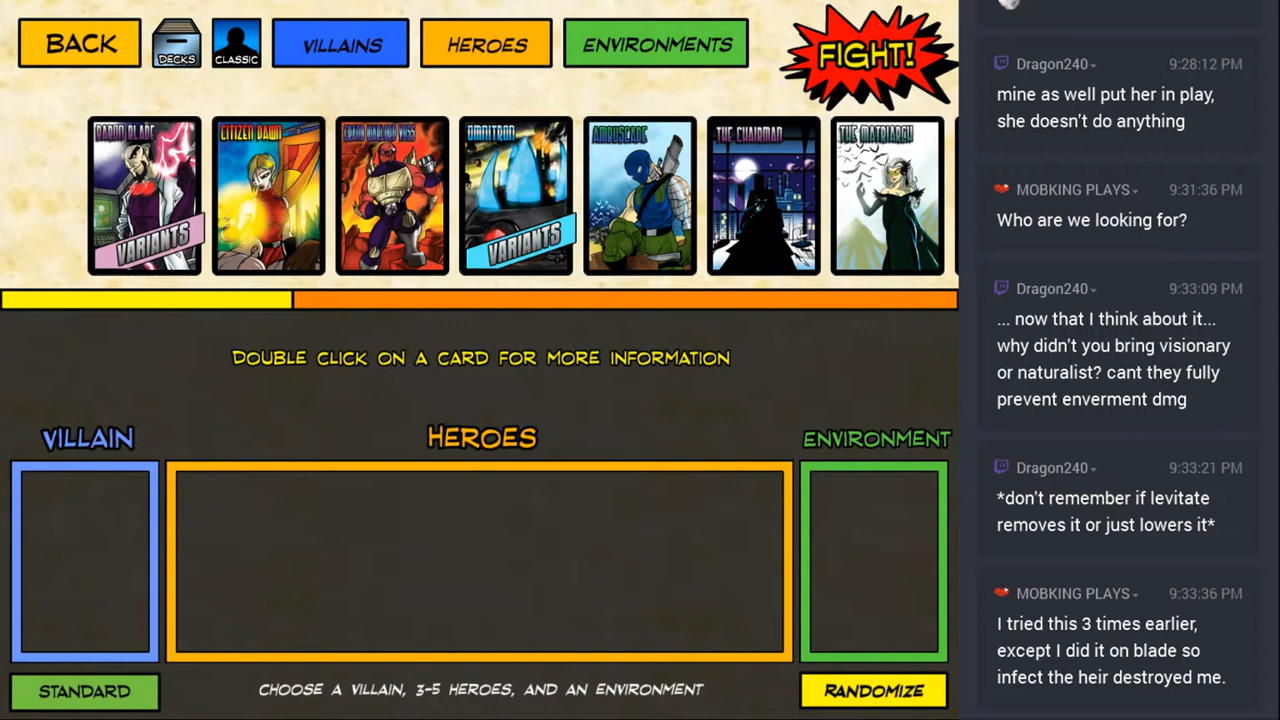 BACK
DECKS
CLASSIC
VILLAINS
HEROES
ENVIRONMENTS
FIGHT!
BARON BLADE
VARIANTS
CITIZEN DAWN
GRAND WARLORD VOSS
OMNITRON
VARIANTS
AMBUSCADE
THE CHAIRMAN
THE MATRIARCH
DOUBLE CLICK ON A CARD FOR MORE INFORMATION
VILLAIN
HEROES
ENVIRONMENT
STANDARD
CHOOSE A VILLAIN, 3-5 HEROES, AND AN ENVIRONMENT
RANDOMIZE
Dragon240 9:28:12 PM
mine as well put her in play,
she doesn't do anything
MOBKING PLAYS 9:31:36 PM
Who are we looking for?
Dragon240 9:33:09 PM
... now that I think about it...
why didn't you bring visionary
or naturalist? cant they fully
prevent enverment dmg
Dragon240 9:33:21 PM
*don't remember if levitate
removes it or just lowers it*
MOBKING PLAYS 9:33:36 PM
I tried this 3 times earlier,
except I did it on blade so
infect the heir destroyed me.